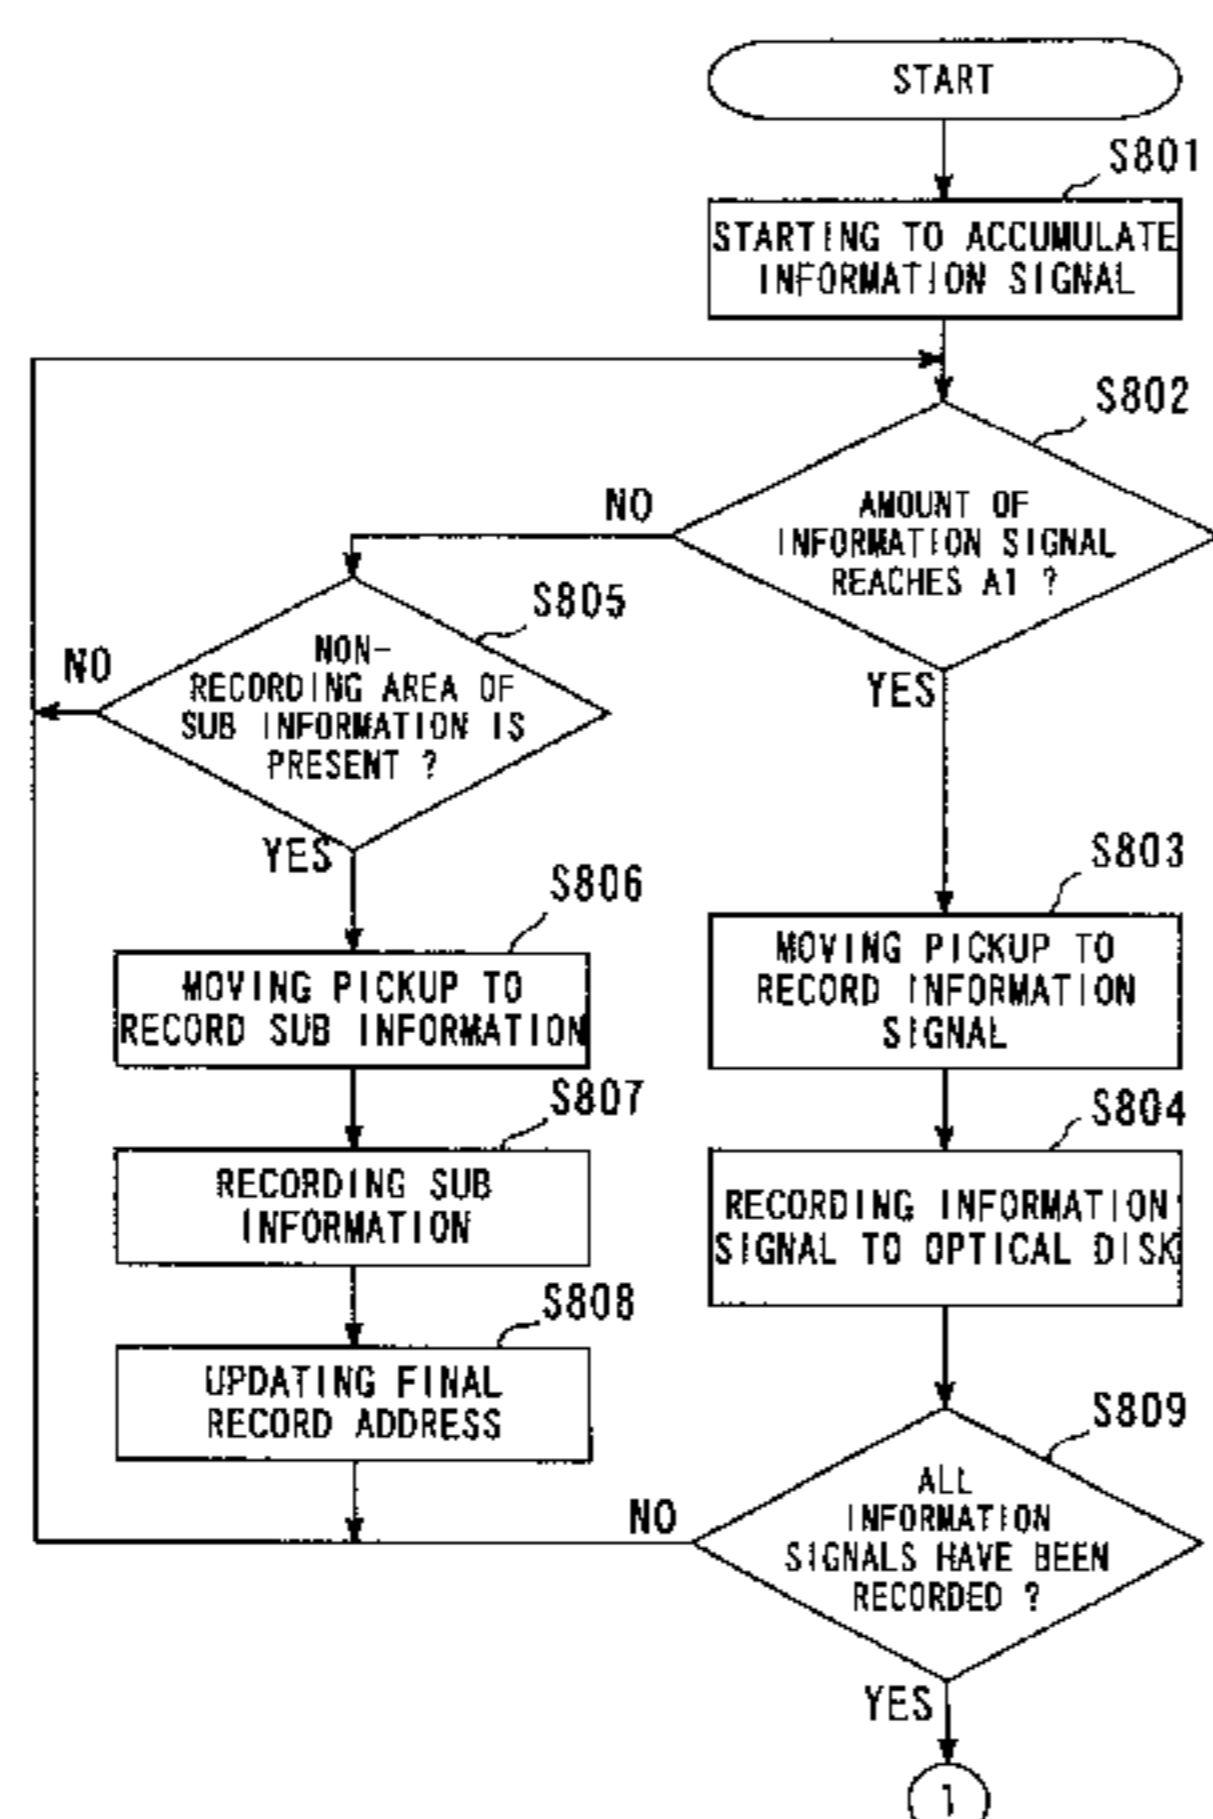 START
S801
STARTING TO ACCUMULATE
INFORMATION SIGNAL
S802
AMOUNT OF
INFORMATION SIGNAL
REACHES A1 ?
NO
YES
S805
NON-
RECORDING AREA OF
SUB INFORMATION IS
PRESENT ?
NO
YES
S803
MOVING PICKUP TO
RECORD INFORMATION
SIGNAL
S806
MOVING PICKUP TO
RECORD SUB INFORMATION
S804
RECORDING INFORMATION
SIGNAL TO OPTICAL DISK
S807
RECORDING SUB
INFORMATION
S808
UPDATING FINAL
RECORD ADDRESS
S809
ALL
INFORMATION
SIGNALS HAVE BEEN
RECORDED ?
NO
YES
1